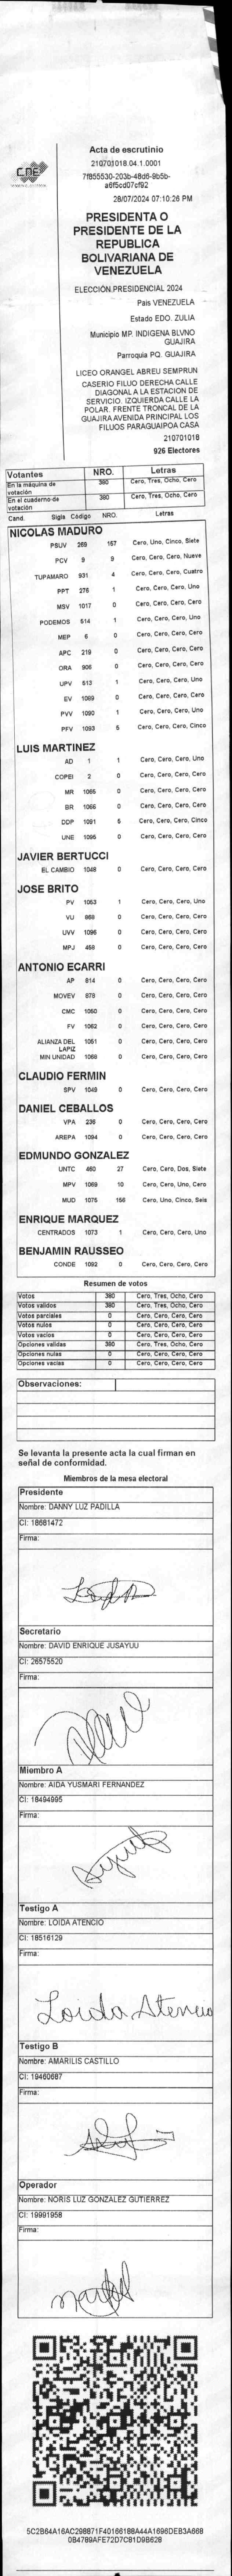 CNE
Acta de escrutinio
210701018.04.1.0001
7f855530-203b-48d6-9b5b-
a6f5cd07cf92
28/07/2024 07:10:26 PM
PRESIDENTA O
PRESIDENTE DE LA
REPUBLICA
BOLIVARIANA DE
VENEZUELA
ELECCIÓN PRESIDENCIAL 2024
Pais VENEZUELA
Estado EDO. ZULIA
Municipio MP. INDIGENA BLVNO
GUAJIRA
Parroquia PQ. GUAJIRA
LICEO ORANGEL ABREU SEMPRUN
CASERÍO FILUO DERECHA CALLE
DIAGONAL A LA ESTACION DE
SERVICIO. IZQUIERDA CALLE LA
POLAR. FRENTE TRONCAL DE LA
GUAJIRA AVENIDA PRINCIPAL LOS
FILUOS PARAGUAIPOA CASA
210701018
926 Electores
Votantes NRO. Letras
En la máquina de votación 380 Cero, Tres, Ocho, Cero
En el cuaderno de votación 380 Cero, Tres, Ocho, Cero
Cand. Sigla Código NRO. Letras
NICOLAS MADURO
PSUV 269 157 Cero, Uno, Cinco, Siete
PCV 9 9 Cero, Cero, Cero, Nueve
TUPAMARO 931 4 Cero, Cero, Cero, Cuatro
PPT 276 1 Cero, Cero, Cero, Uno
MSV 1017 0 Cero, Cero, Cero, Cero
PODEMOS 514 1 Cero, Cero, Cero, Uno
MEP 6 0 Cero, Cero, Cero, Cero
APC 219 0 Cero, Cero, Cero, Cero
ORA 906 0 Cero, Cero, Cero, Cero
UPV 513 1 Cero, Cero, Cero, Uno
EV 1089 0 Cero, Cero, Cero, Cero
PVV 1090 1 Cero, Cero, Cero, Uno
PFV 1093 5 Cero, Cero, Cero, Cinco
LUIS MARTINEZ
AD 1 1 Cero, Cero, Cero, Uno
COPEI 2 0 Cero, Cero, Cero, Cero
MR 1065 0 Cero, Cero, Cero, Cero
BR 1066 0 Cero, Cero, Cero, Cero
DDP 1091 5 Cero, Cero, Cero, Cinco
UNE 1095 0 Cero, Cero, Cero, Cero
JAVIER BERTUCCI
EL CAMBIO 1048 0 Cero, Cero, Cero, Cero
JOSE BRITO
PV 1053 1 Cero, Cero, Cero, Uno
VU 868 0 Cero, Cero, Cero, Cero
UVV 1096 0 Cero, Cero, Cero, Cero
MPJ 458 0 Cero, Cero, Cero, Cero
ANTONIO ECARRI
AP 814 0 Cero, Cero, Cero, Cero
MOVEV 878 0 Cero, Cero, Cero, Cero
CMC 1050 0 Cero, Cero, Cero, Cero
FV 1062 0 Cero, Cero, Cero, Cero
ALIANZA DEL LAPIZ 1051 0 Cero, Cero, Cero, Cero
MIN UNIDAD 1068 0 Cero, Cero, Cero, Cero
CLAUDIO FERMIN
SPV 1049 0 Cero, Cero, Cero, Cero
DANIEL CEBALLOS
VPA 236 0 Cero, Cero, Cero, Cero
AREPA 1094 0 Cero, Cero, Cero, Cero
EDMUNDO GONZALEZ
UNTC 460 27 Cero, Cero, Dos, Siete
MPV 1069 10 Cero, Cero, Uno, Cero
MUD 1075 156 Cero, Uno, Cinco, Seis
ENRIQUE MARQUEZ
CENTRADOS 1073 1 Cero, Cero, Cero, Uno
BENJAMIN RAUSSEO
CONDE 1092 0 Cero, Cero, Cero, Cero
Resumen de votos
Votos 380 Cero, Tres, Ocho, Cero
Votos validos 380 Cero, Tres, Ocho, Cero
Votos parciales 0 Cero, Cero, Cero, Cero
Votos nulos 0 Cero, Cero, Cero, Cero
Votos vacíos 0 Cero, Cero, Cero, Cero
Opciones validas 380 Cero, Tres, Ocho, Cero
Opciones nulas 0 Cero, Cero, Cero, Cero
Opciones vacías 0 Cero, Cero, Cero, Cero
Observaciones:
Se levanta la presente acta la cual firman en
señal de conformidad.
Miembros de la mesa electoral
Presidente
Nombre: DANNY LUZ PADILLA
CI: 18681472
Firma:
Secretario
Nombre: DAVID ENRIQUE JUSAYUU
CI: 26575520
Firma:
Miembro A
Nombre: AIDA YUSMARI FERNANDEZ
CI: 16494995
Firma:
Testigo A
Nombre: LOIDA ATENCIO
CI: 18516129
Firma:
Loida Atencio
Testigo B
Nombre: AMARILIS CASTILLO
CI: 19460687
Firma:
Operador
Nombre: NORIS LUZ GONZALEZ GUTIERREZ
CI: 19991958
Firma:
5C2B64A16AC298871F40166188A44A1696DEB3A668
0B4789AFE72D7C81D9B628